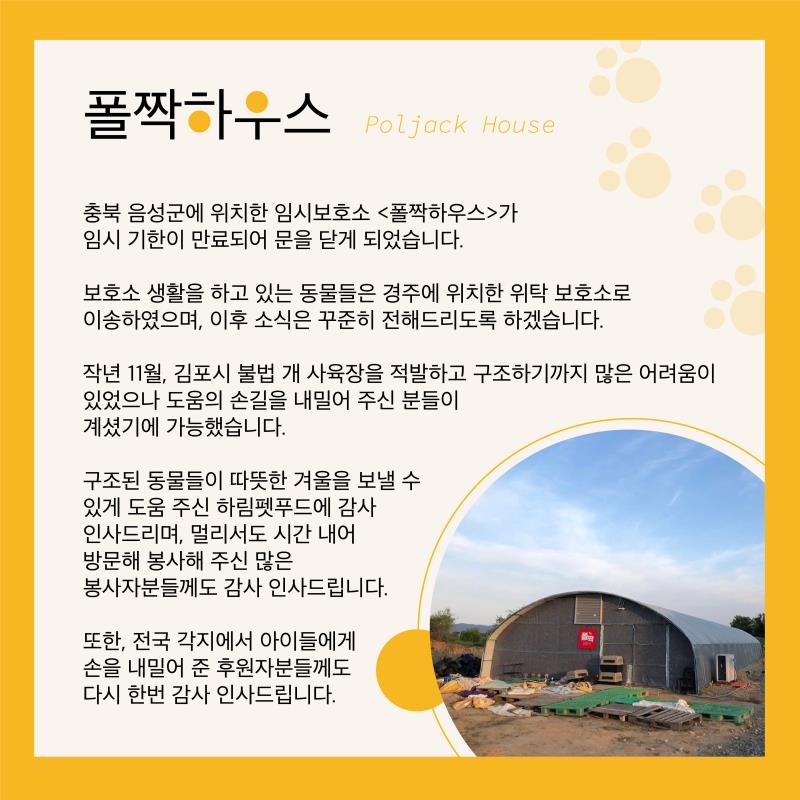 폴짝하우스 Poljack House
충북 음성군에 위치한 임시보호소 <폴짝하우스>가
임시 기한이 만료되어 문을 닫게 되었습니다.
보호소 생활을 하고 있는 동물들은 경주에 위치한 위탁 보호소로
이송하였으며, 이후 소식은 꾸준히 전해드리도록 하겠습니다.
작년 11월, 김포시 불법 개 사육장을 적발하고 구조하기까지 많은 어려움이
있었으나 도움의 손길을 내밀어 주신 분들이
계셨기에 가능했습니다.
구조된 동물들이 따뜻한 겨울을 보낼 수
있게 도움 주신 하림펫푸드에 감사
인사드리며, 멀리서도 시간 내어
방문해 봉사해 주신 많은
봉사자분들께도 감사 인사드립니다.
또한, 전국 각지에서 아이들에게
손을 내밀어 준 후원자분들께도
다시 한번 감사 인사드립니다.